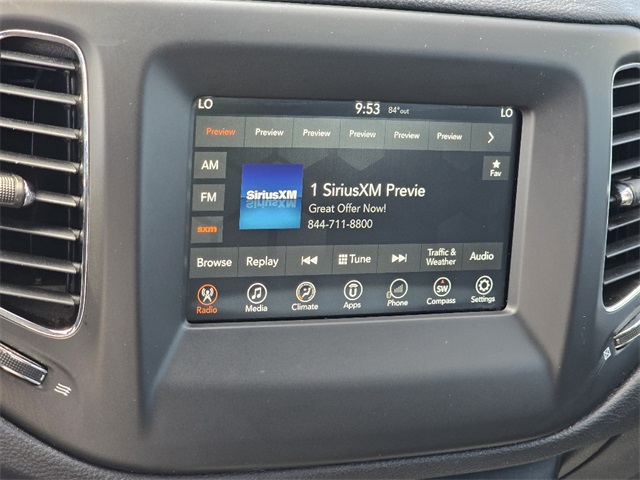 LO 9:53 84°out LO
Preview Preview Preview Preview Preview Preview
AM
FM
sxm
SiriusXM
1 SiriusXM Previe
Great Offer Now!
844-711-8800
Fav
Browse Replay Tune Traffic & Weather Audio
Radio Media Climate Apps Phone SW Compass Settings